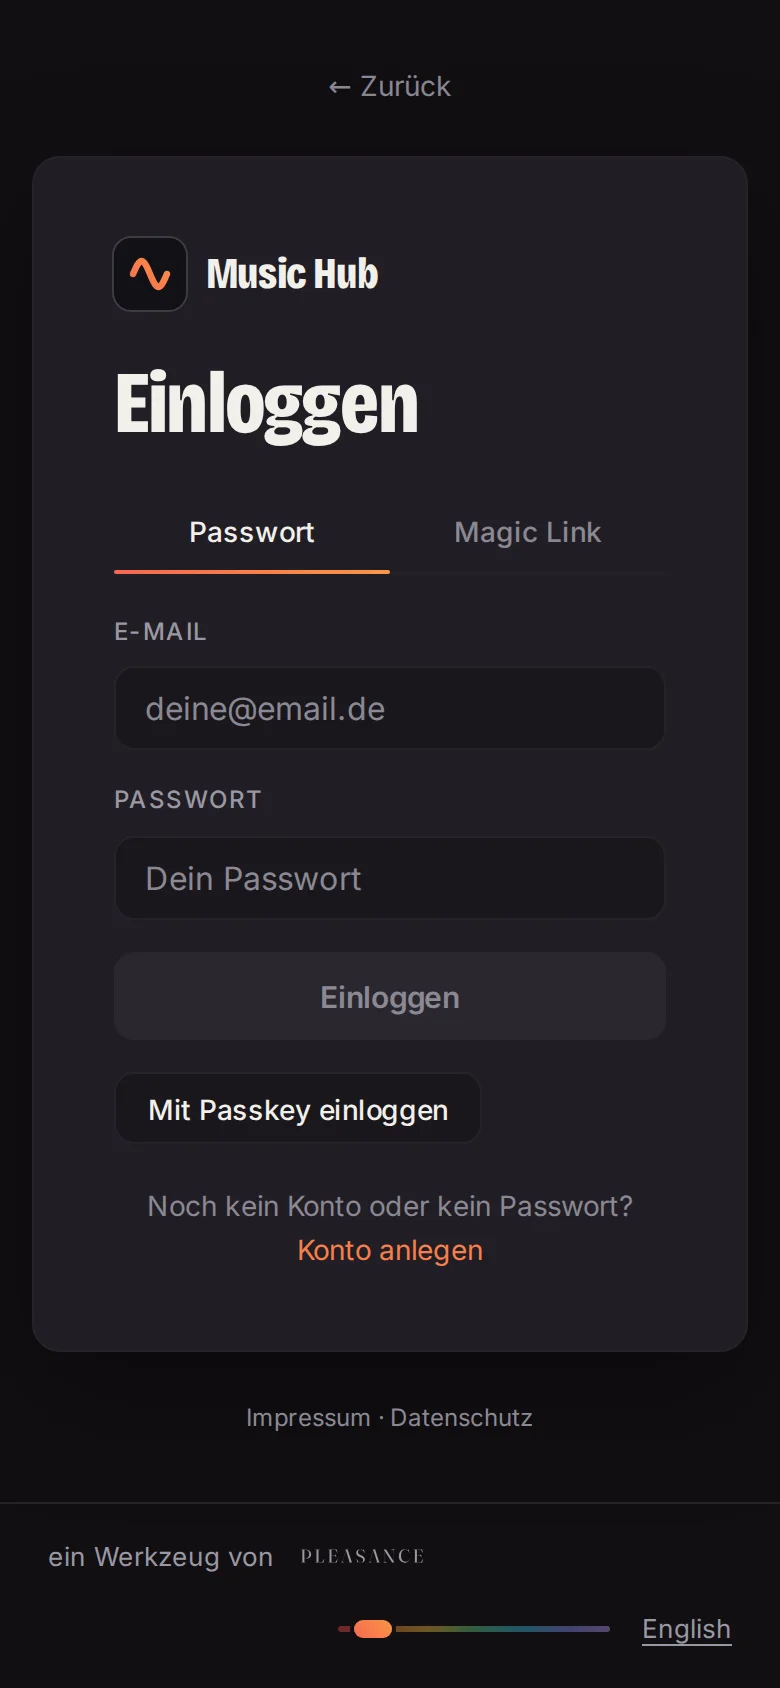 ← Zurück
Music Hub
Einloggen
Passwort
Magic Link
E-MAIL
deine@email.de
PASSWORT
Dein Passwort
Einloggen
Mit Passkey einloggen
Noch kein Konto oder kein Passwort?
Konto anlegen
Impressum · Datenschutz
ein Werkzeug von PLEASANCE
English